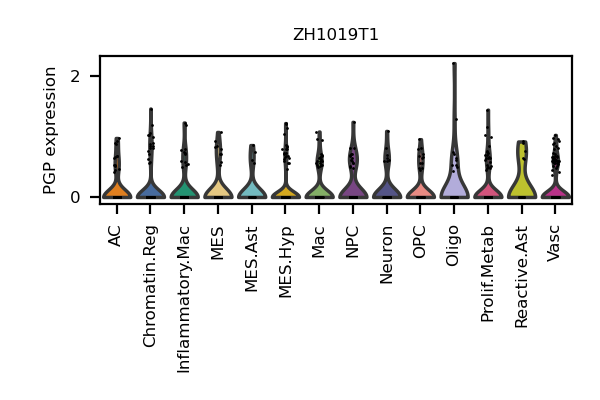 ZH1019T1
PGP expression
2
0
AC
Chromatin.Reg
Inflammatory.Mac
MES
MES.Ast
MES.Hyp
Mac
NPC
Neuron
OPC
Oligo
Prolif.Metab
Reactive.Ast
Vasc